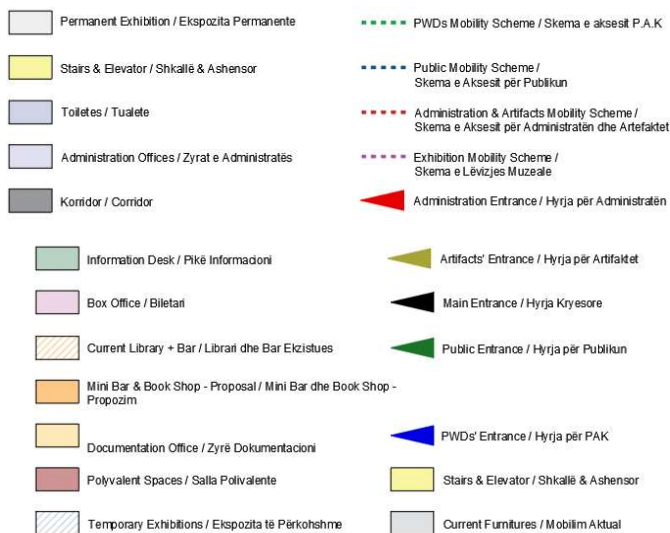 Permanent Exhibition / Ekspozita Permanente
Stairs & Elevator / Shkallë & Ashensor
Toiletes / Tualete
Administration Offices / Zyrat e Administratës
Korridor / Corridor
Information Desk / Pikë Informacioni
Box Office / Biletari
Current Library + Bar / Librari dhe Bar Ekzistues
Mini Bar & Book Shop - Proposal / Mini Bar dhe Book Shop -
Propozim
Documentation Office / Zyrë Dokumentacioni
Polyvalent Spaces / Salla Polivalente
Temporary Exhibitions / Ekspozita të Përkohshme
PWDs Mobility Scheme / Skema e aksesit P.A.K
Public Mobility Scheme /
Skema e Aksesit për Publikun
Administration & Artifacts Mobility Scheme /
Skema e Aksesit për Administratën dhe Artefaktet
Exhibition Mobility Scheme /
Skema e Lëvizjes Muzeale
Administration Entrance / Hyrja për Administratën
Artifacts' Entrance / Hyrja për Artifaktet
Main Entrance / Hyrja Kryesore
Public Entrance / Hyrja për Publikun
PWDs' Entrance / Hyrja për PAK
Stairs & Elevator / Shkallë & Ashensor
Current Furnitures / Mobilim Aktual